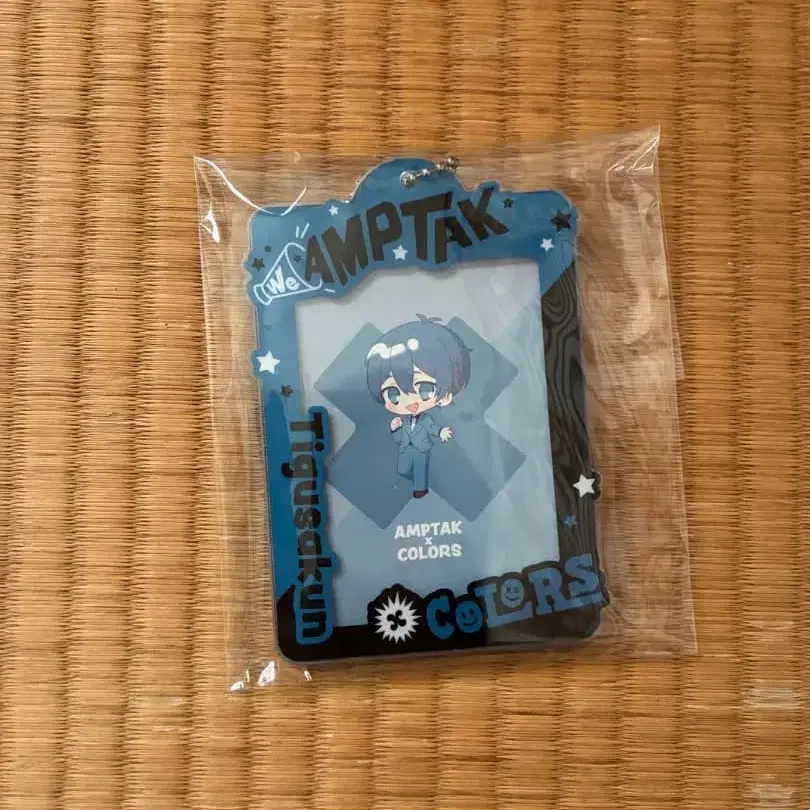 We
AMPTAK
Tigusakun
AMPTAK
×
COLORS
× COLORS